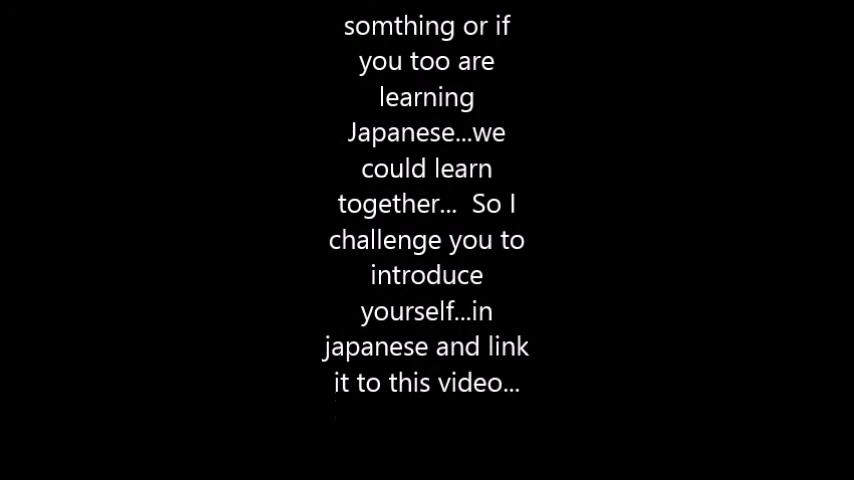 somthing or if
you too are
learning
Japanese...we
could learn
together...  So I
challenge you to
introduce
yourself...in
japanese and link
it to this video...